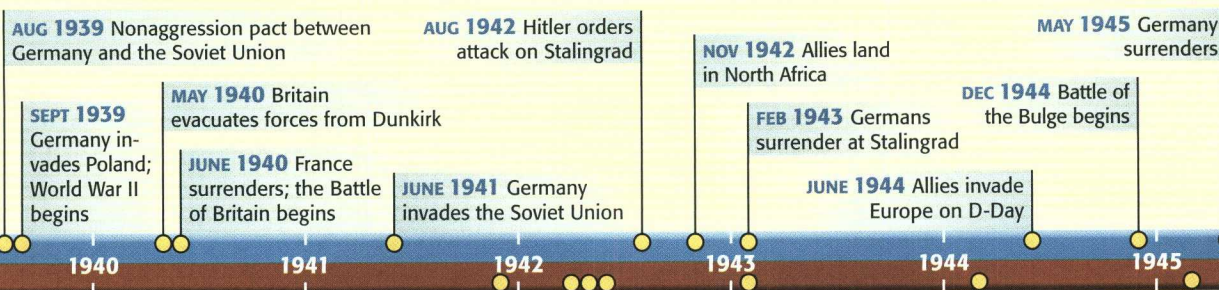 AUG 1939 Nonaggression pact between
Germany and the Soviet Union
SEPT 1939
Germany in-
vades Poland;
World War II
begins
MAY 1940 Britain
evacuates forces from Dunkirk
JUNE 1940 France
surrenders; the Battle
of Britain begins
JUNE 1941 Germany
invades the Soviet Union
AUG 1942 Hitler orders
attack on Stalingrad
NOV 1942 Allies land
in North Africa
FEB 1943 Germans
surrender at Stalingrad
JUNE 1944 Allies invade
Europe on D-Day
DEC 1944 Battle of
the Bulge begins
MAY 1945 Germany
surrenders
1940 1941 1942 1943 1944 1945